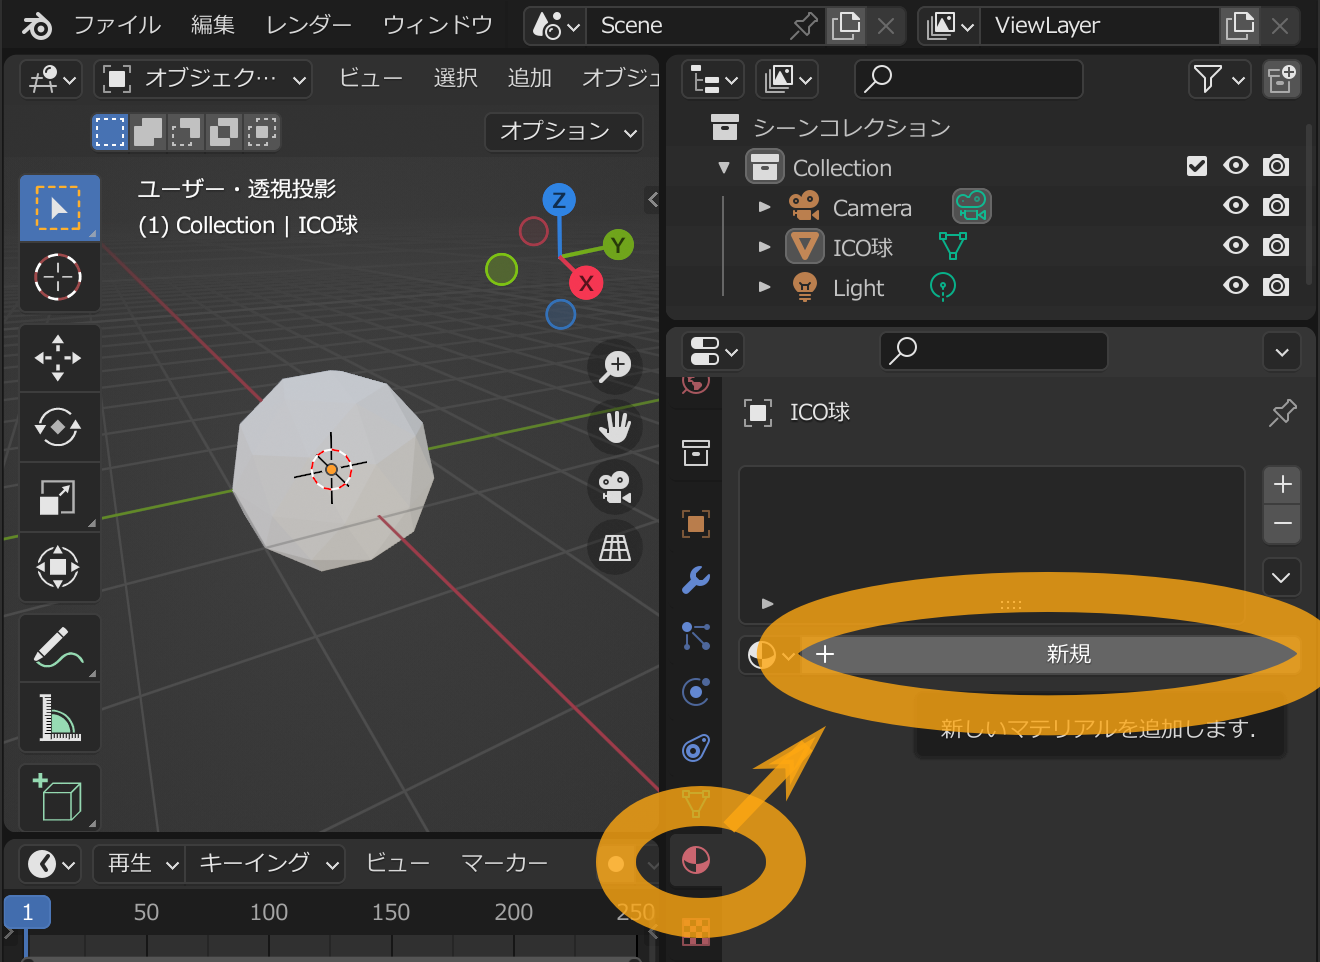 ファイル 編集 レンダー ウィンドウ Scene ViewLayer
オブジェク… ビュー 選択 追加 オブジェ
オプション
ユーザー・透視投影
(1) Collection | ICO球
Z
Y
X
シーンコレクション
Collection
Camera
ICO球
Light
ICO球
新規
新しいマテリアルを追加します.
再生 キーイング ビュー マーカー
1 50 100 150 200 250